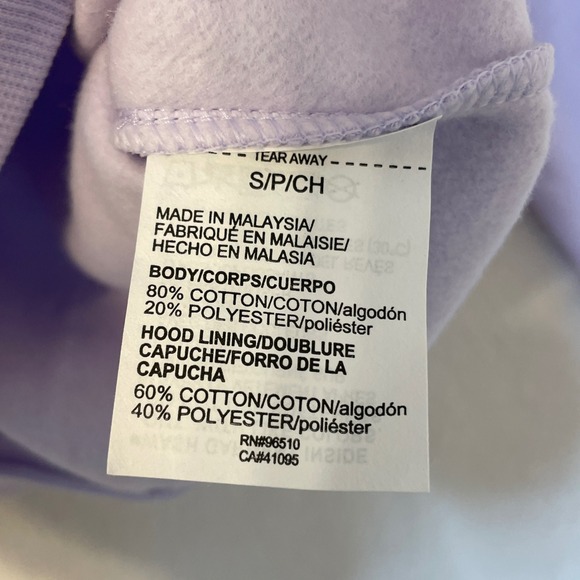 TEAR AWAY
S/P/CH
MADE IN MALAYSIA/
FABRIQUÉ EN MALAISIE/
HECHO EN MALASIA
BODY/CORPS/CUERPO
80% COTTON/COTON/algodón
20% POLYESTER/poliéster
HOOD LINING/DOUBLURE
CAPUCHE/FORRO DE LA
CAPUCHA
60% COTTON/COTON/algodón
40% POLYESTER/poliéster
RN#96510
CA#41095